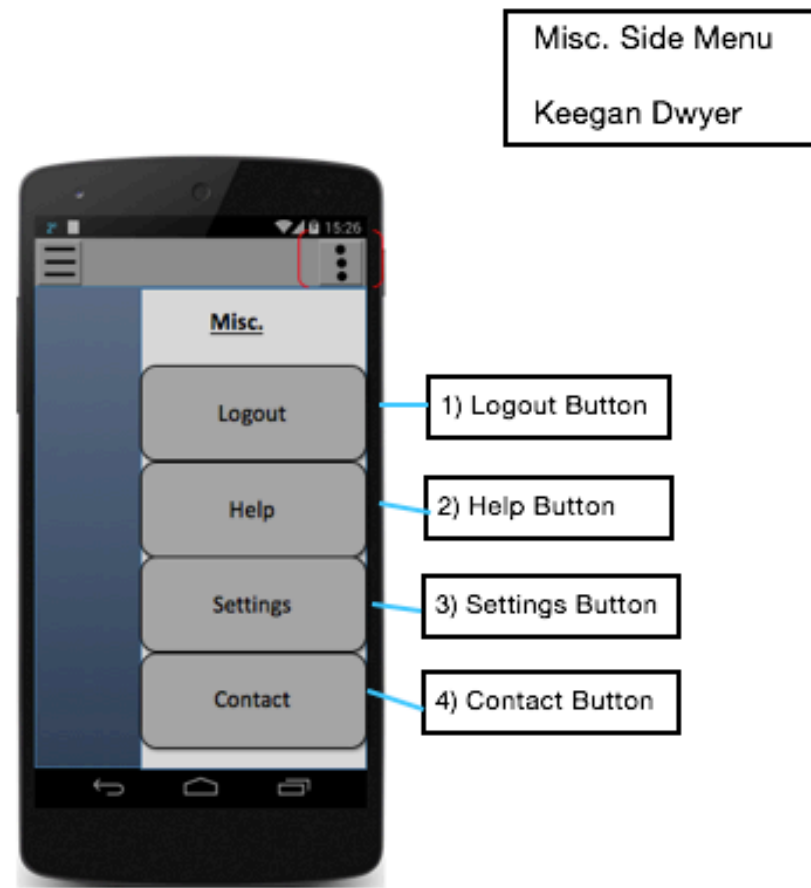 Misc. Side Menu
Keegan Dwyer
15:26
Misc.
Logout
1) Logout Button
Help
2) Help Button
Settings
3) Settings Button
Contact
4) Contact Button